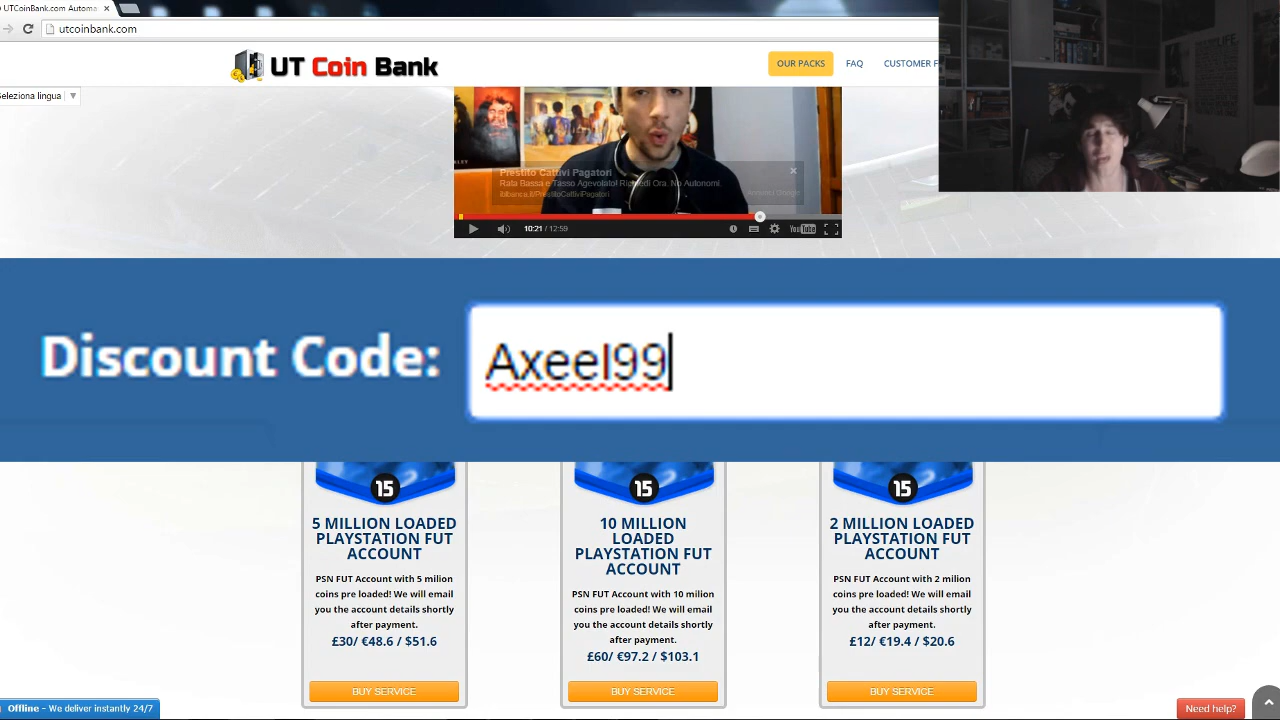 UTCoinBank.com Automa
utcoinbank.com
UT Coin Bank
OUR PACKS
FAQ
CUSTOMER F
Seleziona lingua
Prestito Cattivi Pagatori
Rata Bassa e Tasso Agevolato! Richiedi Ora. No Autonomi.
10:21 / 12:59
YouTube
Discount Code:
Axeel99
15
5 MILLION LOADED
PLAYSTATION FUT
ACCOUNT
PSN FUT Account with 5 milion
coins pre loaded! We will email
you the account details shortly
after payment.
£30/ €48.6 / $51.6
BUY SERVICE
15
10 MILLION
LOADED
PLAYSTATION FUT
ACCOUNT
PSN FUT Account with 10 milion
coins pre loaded! We will email
you the account details shortly
after payment.
£60/ €97.2 / $103.1
BUY SERVICE
15
2 MILLION LOADED
PLAYSTATION FUT
ACCOUNT
PSN FUT Account with 2 milion
coins pre loaded! We will email
you the account details shortly
after payment.
£12/ €19.4 / $20.6
BUY SERVICE
Offline – We deliver instantly 24/7
Need help?